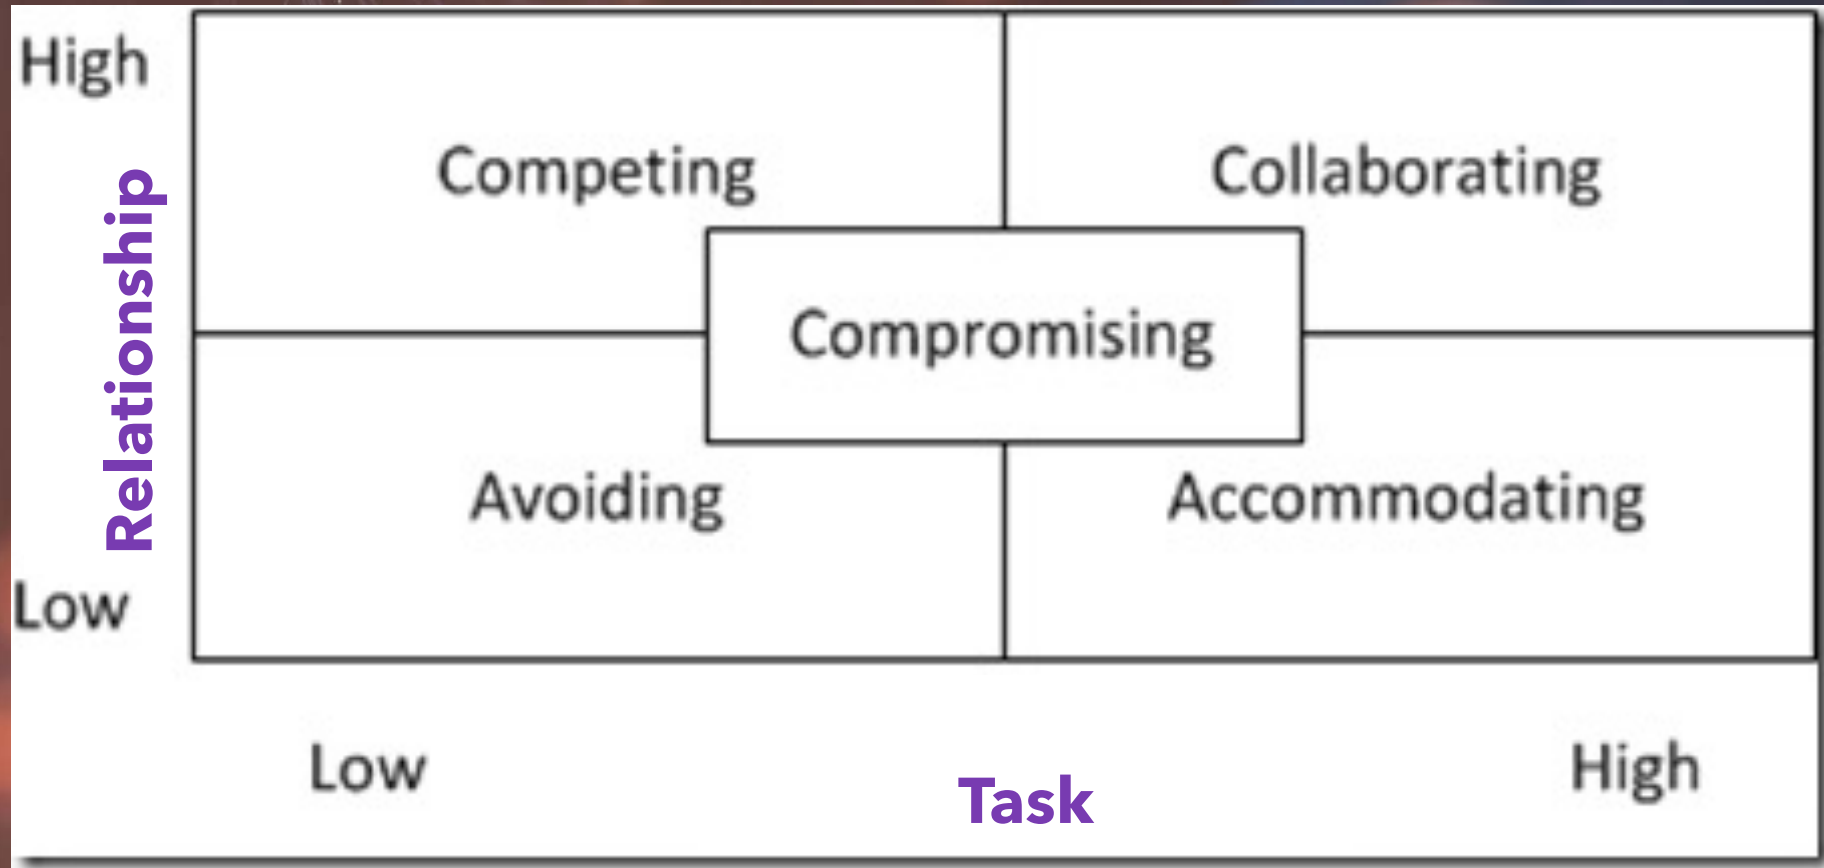 High
Competing
Collaborating
Relationship
Compromising
Avoiding
Accommodating
Low
Low
High
Task